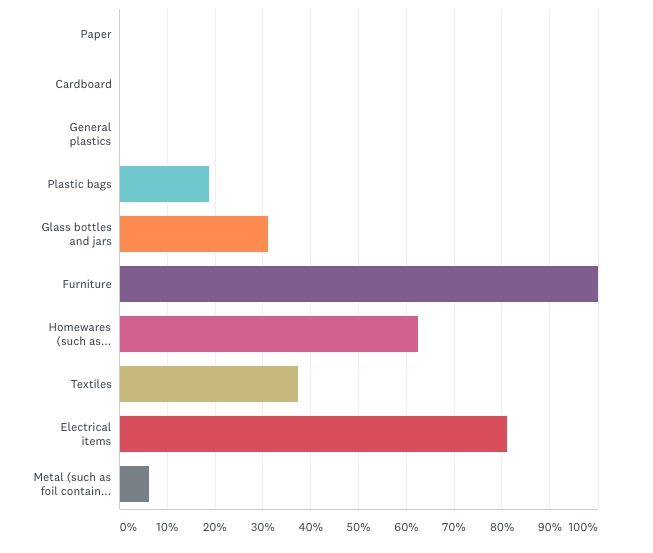 Paper
Cardboard
General
plastics
Plastic bags
Glass bottles
and jars
Furniture
Homewares
(such as...
Textiles
Electrical
items
Metal (such as
foil contain...
0% 10% 20% 30% 40% 50% 60% 70% 80% 90% 100%